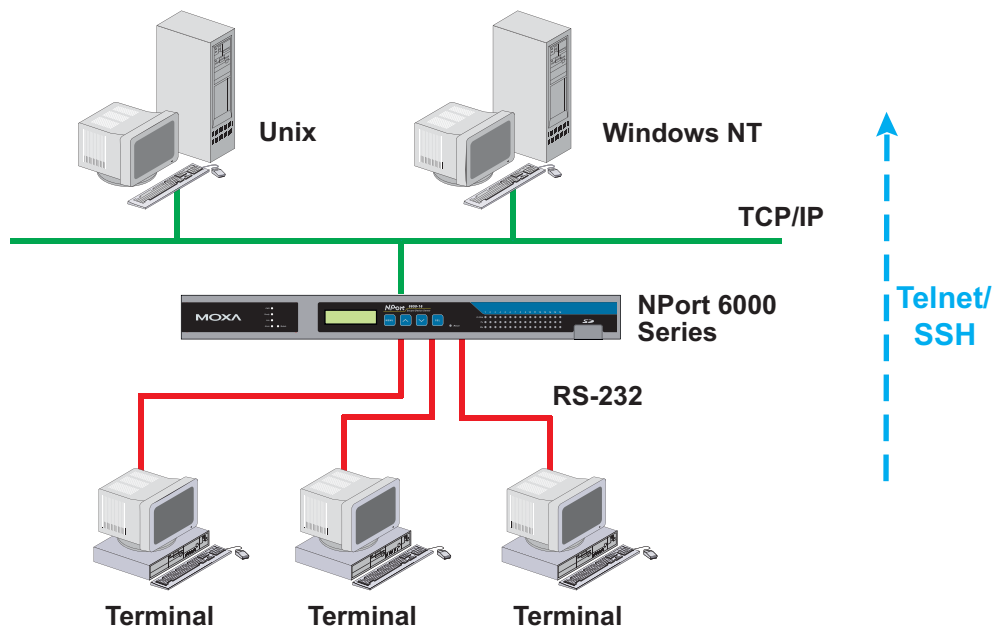 Unix
Windows NT
TCP/IP
MOXA
NPort
NPort 6000
Series
Telnet/
SSH
RS-232
Terminal
Terminal
Terminal